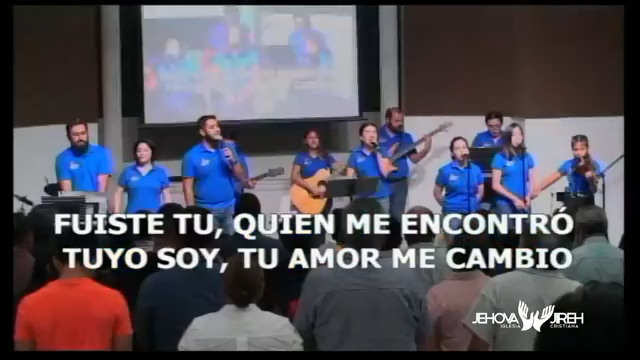 FUISTE TU, QUIEN ME ENCONTRÓ
TUYO SOY, TU AMOR ME CAMBIO
JEHOVA JIREH
IGLESIA CRISTIANA